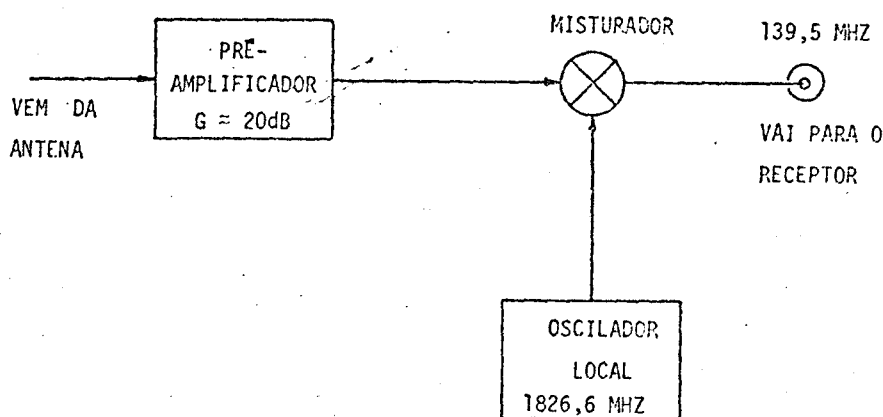 PRÉ-
AMPLIFICADOR
G = 20dB
VEM DA
ANTENA
MISTURADOR
139,5 MHZ
VAI PARA O
RECEPTOR
OSCILADOR
LOCAL
1826,6 MHZ